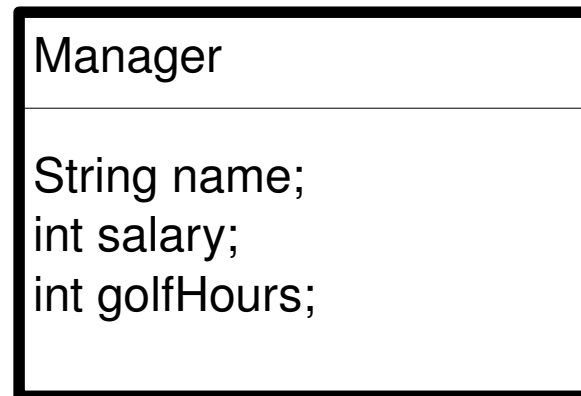 Manager
String name;
int salary;
int golfHours;